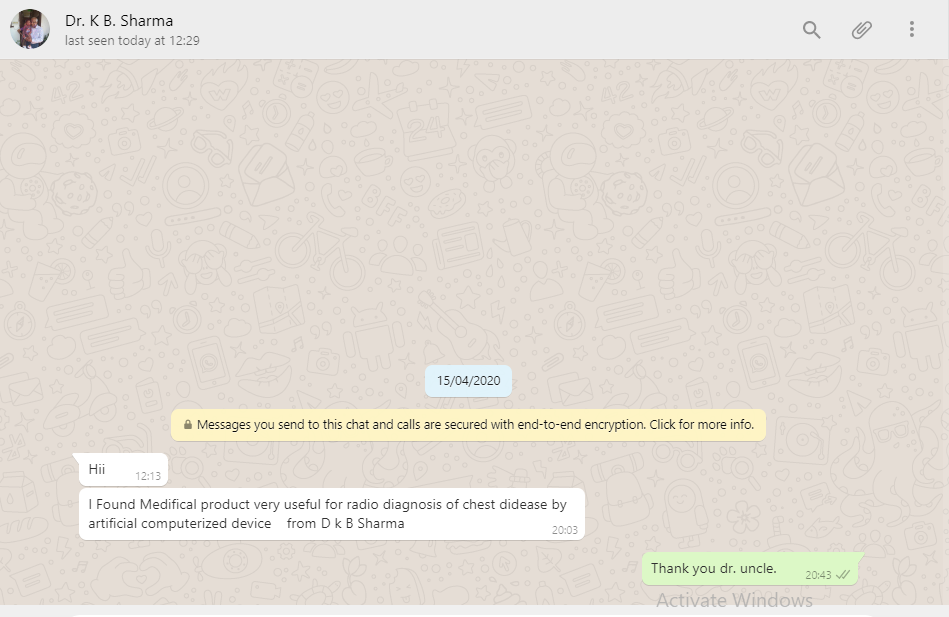 Dr. K B. Sharma
last seen today at 12:29
15/04/2020
Messages you send to this chat and calls are secured with end-to-end encryption. Click for more info.
Hii
12:13
I Found Medifical product very useful for radio diagnosis of chest didease by
artificial computerized device    from D k B Sharma
20:03
Thank you dr. uncle.
20:43
Activate Windows